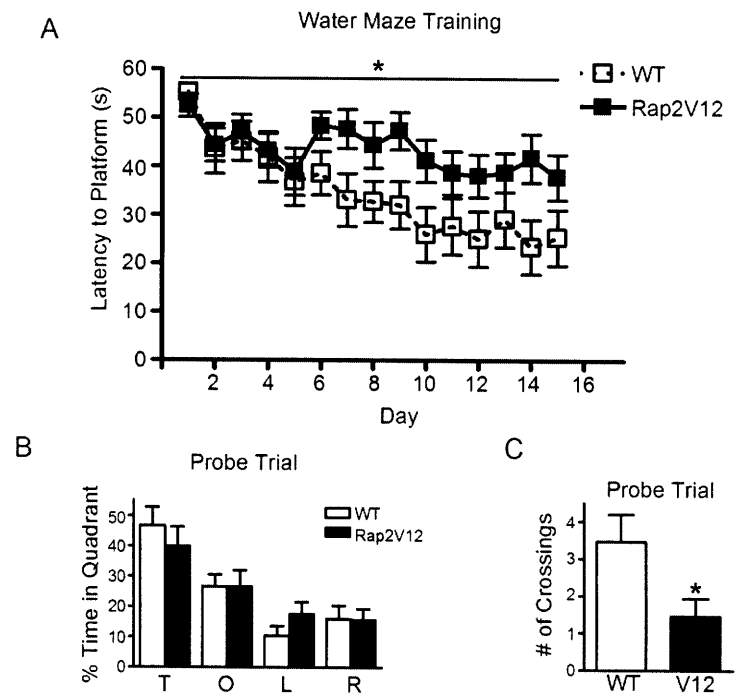 A
Water Maze Training
*
WT
Rap2V12
Latency to Platform (s)
60
50
40
30
20
10
0
2 4 6 8 10 12 14 16
Day
B
Probe Trial
WT
Rap2V12
% Time in Quadrant
50
40
30
20
10
0
T O L R
C
Probe Trial
# of Crossings
4
3
2
1
0
*
WT V12